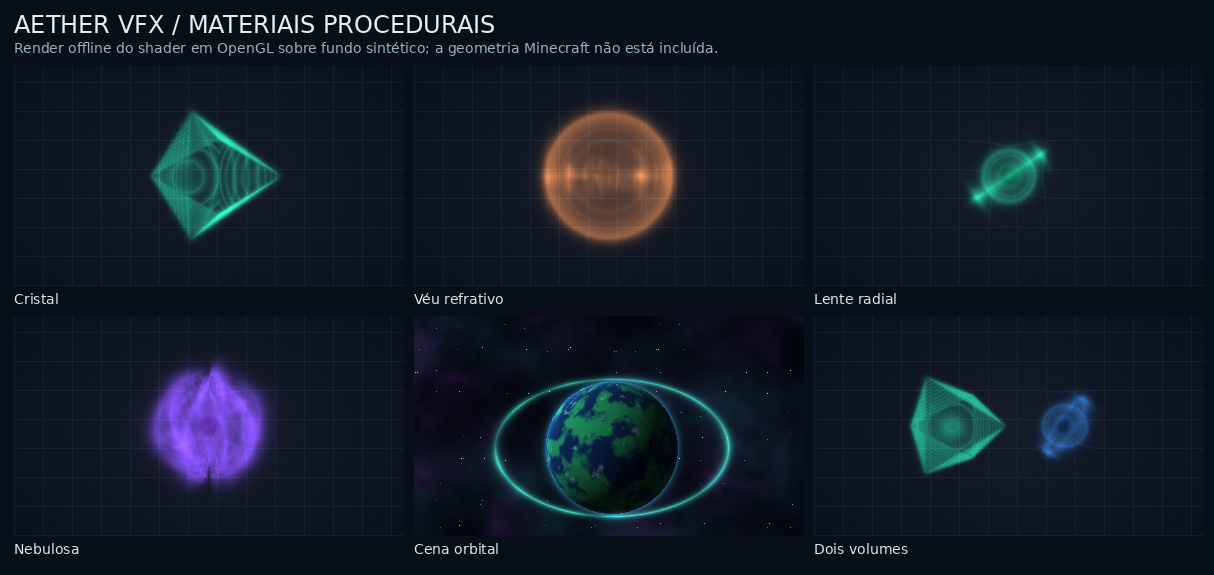 AETHER VFX / MATERIAIS PROCEDURAIS
Render offline do shader em OpenGL sobre fundo sintético; a geometria Minecraft não está incluída.
Cristal
Véu refrativo
Lente radial
Nebulosa
Cena orbital
Dois volumes